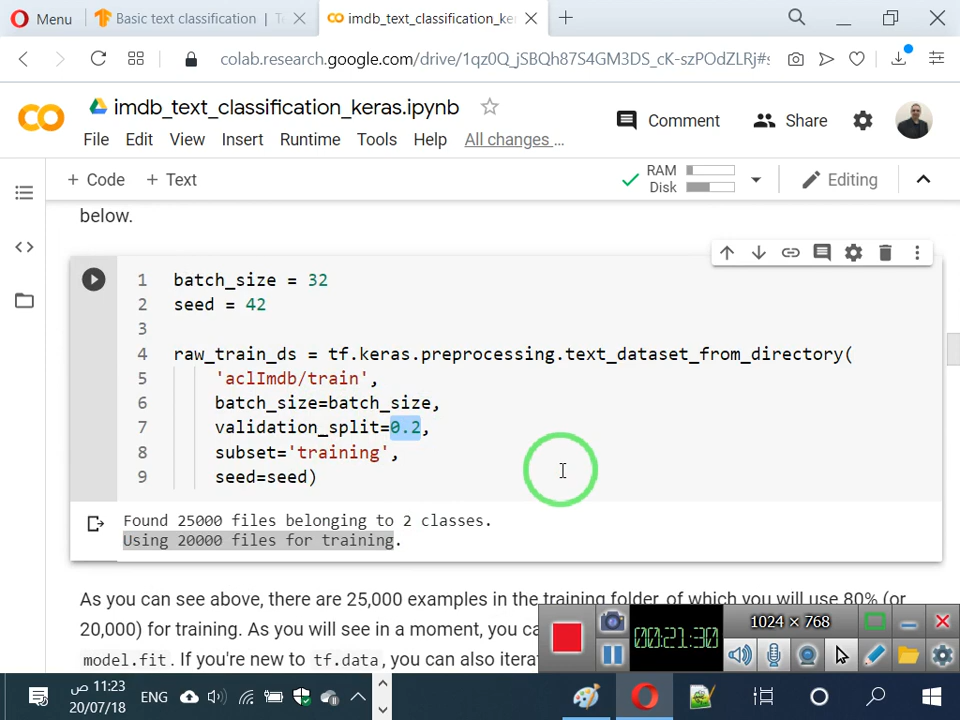 Menu
Basic text classification | Te
imdb_text_classification_ke
colab.research.google.com/drive/1qz0Q_jSBQh87S4GM3DS_cK-szPOdZLRj#s
imdb_text_classification_keras.ipynb
Comment
Share
File Edit View Insert Runtime Tools Help All changes …
+ Code + Text
RAM
Disk
Editing
below.
1 batch_size = 32
2 seed = 42
3
4 raw_train_ds = tf.keras.preprocessing.text_dataset_from_directory(
5 'aclImdb/train',
6 batch_size=batch_size,
7 validation_split=0.2,
8 subset='training',
9 seed=seed)
Found 25000 files belonging to 2 classes.
Using 20000 files for training.
As you can see above, there are 25,000 examples in the training folder, of which you will use 80% (or
20,000) for training. As you will see in a moment, you ca
model.fit. If you're new to tf.data, you can also iterat
00:21:30
1024 × 768
11:23 ص
ENG
20/07/18